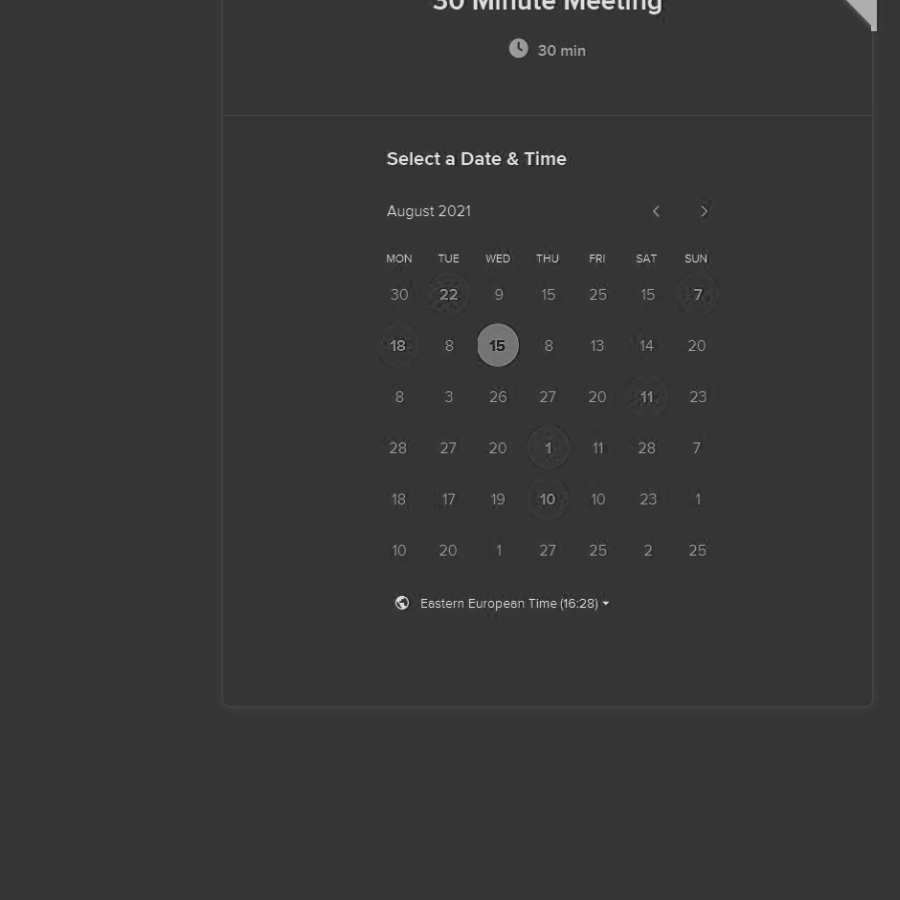 30 Minute Meeting
30 min
Select a Date & Time
August 2021
MON TUE WED THU FRI SAT SUN
30 22 9 15 25 15 7
18 8 15 8 13 14 20
8 3 26 27 20 11 23
28 27 20 1 11 28 7
18 17 19 10 10 23 1
10 20 1 27 25 2 25
Eastern European Time (16:28)